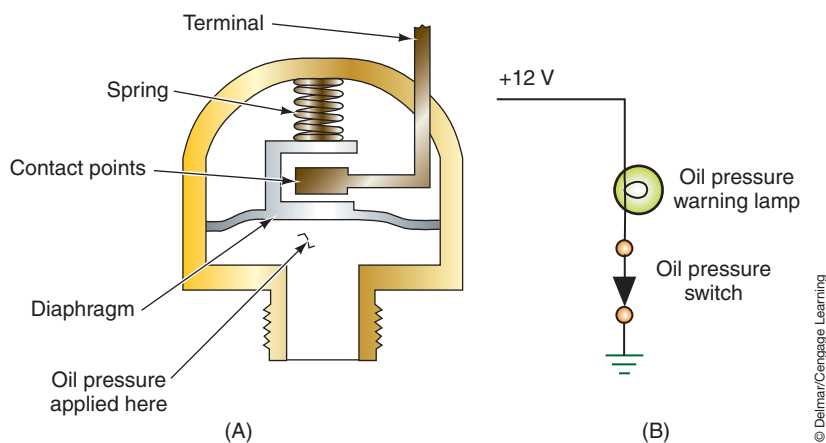 Terminal
Spring
Contact points
Diaphragm
Oil pressure
applied here
(A)
+12 V
Oil pressure
warning lamp
Oil pressure
switch
(B)
© Delmar/Cengage Learning